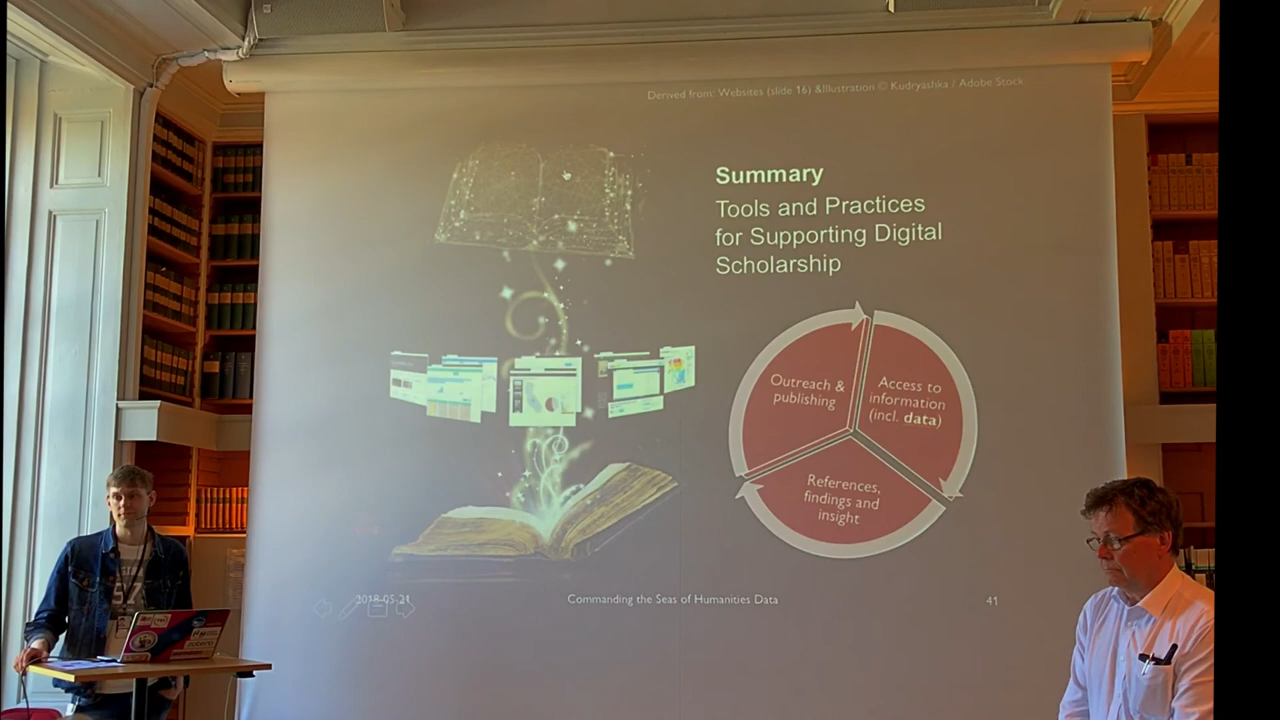 Derived from: Websites (slide 16) &Illustration © Kudryashka / Adobe Stock
Summary
Tools and Practices
for Supporting Digital
Scholarship
Outreach &
publishing
Access to
information
(incl. data)
References,
findings and
insight
2018-05-21
Commanding the Seas of Humanities Data
41